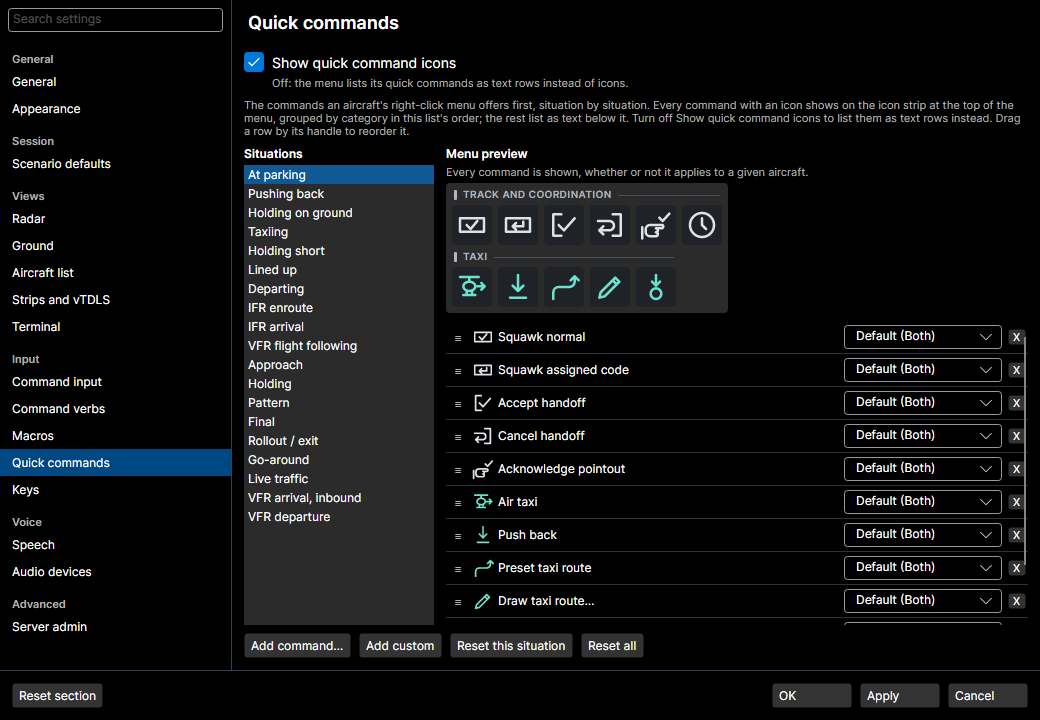 Search settings
General
General
Appearance
Session
Scenario defaults
Views
Radar
Ground
Aircraft list
Strips and vTDLS
Terminal
Input
Command input
Command verbs
Macros
Quick commands
Keys
Voice
Speech
Audio devices
Advanced
Server admin
Quick commands
Show quick command icons
Off: the menu lists its quick commands as text rows instead of icons.
The commands an aircraft's right-click menu offers first, situation by situation. Every command with an icon shows on the icon strip at the top of the
menu, grouped by category in this list's order; the rest list as text below it. Turn off Show quick command icons to list them as text rows instead. Drag
a row by its handle to reorder it.
Situations
At parking
Pushing back
Holding on ground
Taxiing
Holding short
Lined up
Departing
IFR enroute
IFR arrival
VFR flight following
Approach
Holding
Pattern
Final
Rollout / exit
Go-around
Live traffic
VFR arrival, inbound
VFR departure
Menu preview
Every command is shown, whether or not it applies to a given aircraft.
TRACK AND COORDINATION
TAXI
Squawk normal Default (Both) X
Squawk assigned code Default (Both) X
Accept handoff Default (Both) X
Cancel handoff Default (Both) X
Acknowledge pointout Default (Both) X
Air taxi Default (Both) X
Push back Default (Both) X
Preset taxi route Default (Both) X
Draw taxi route... Default (Both) X
Add command... Add custom Reset this situation Reset all
Reset section OK Apply Cancel